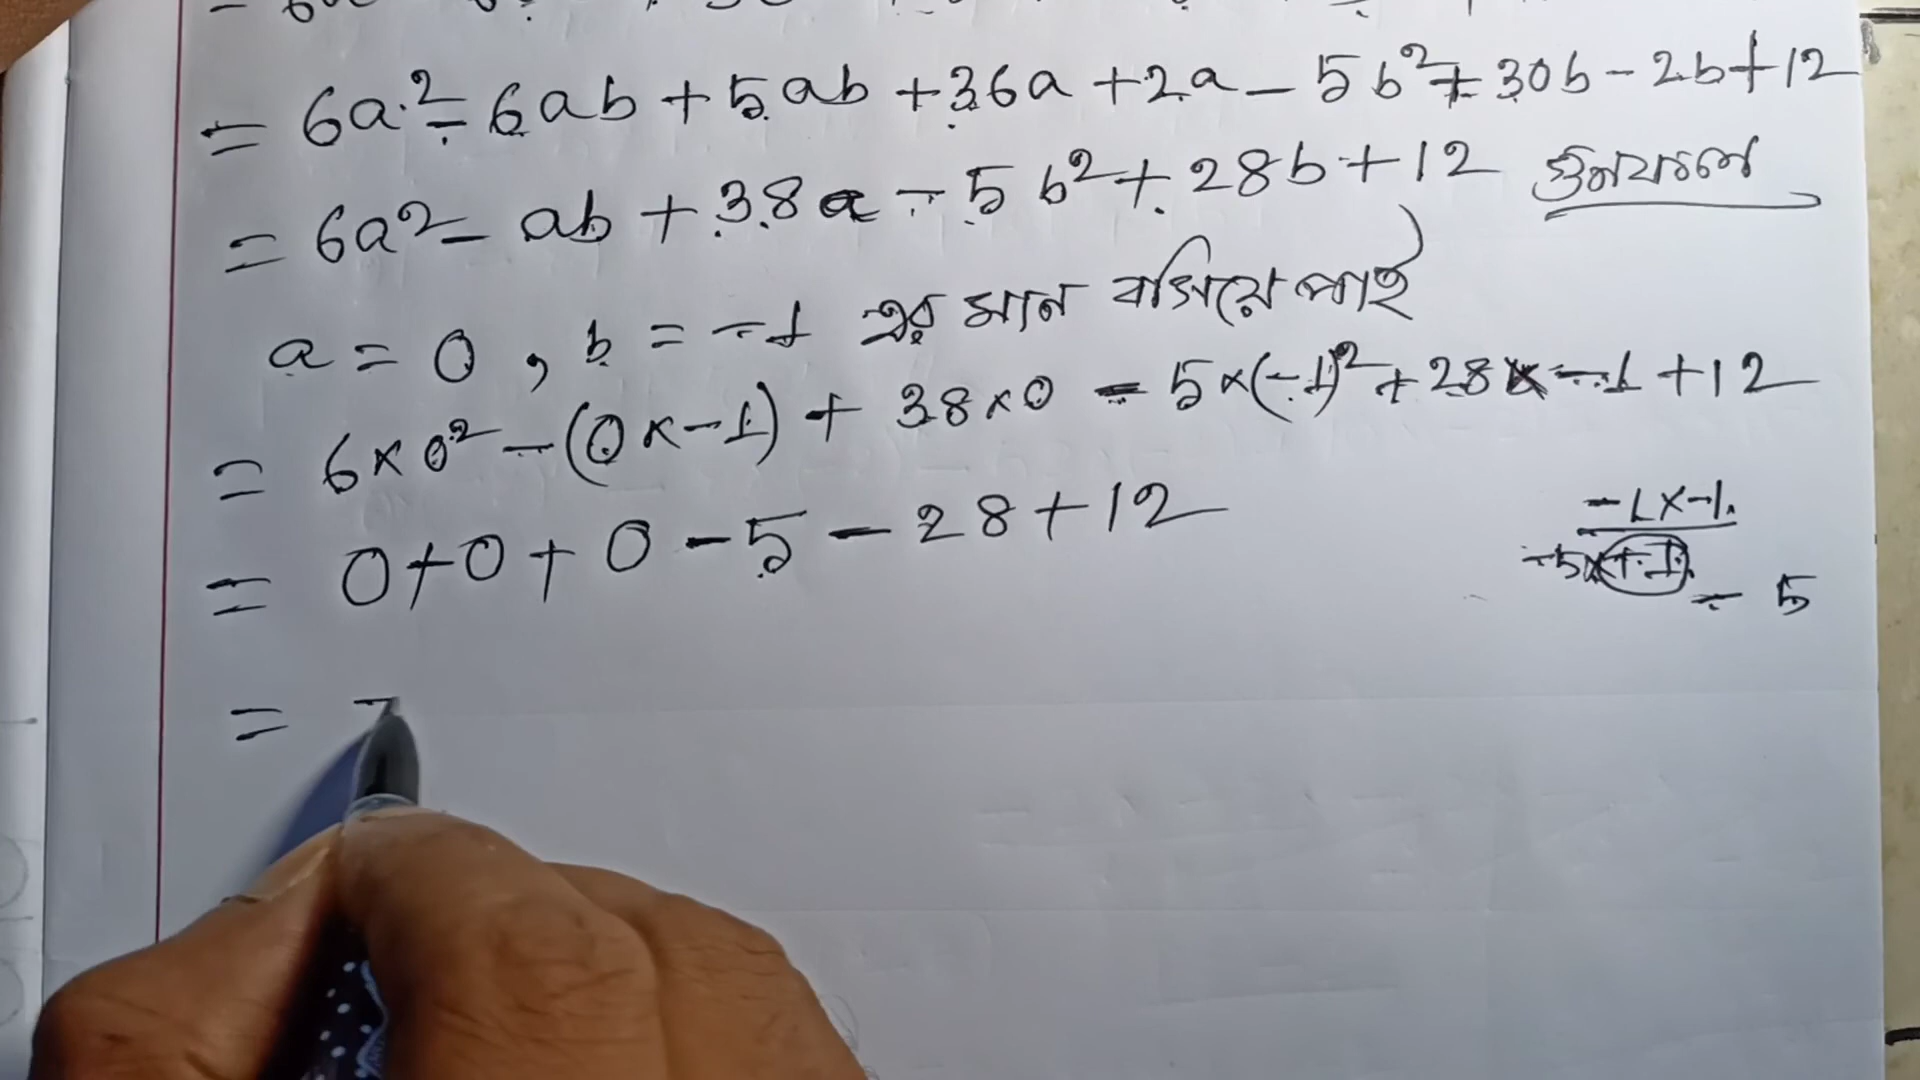 = 6a² - 6ab + 5ab + 36a + 2a - 5b² + 30b - 2b + 12
= 6a² - ab + 38a - 5b² + 28b + 12 গুনফল
a = 0, b = -1 এর মান বসিয়ে পাই
= 6×0² - (0×-1) + 38×0 - 5×(-1)² + 28×-1 + 12
= 0+0+0-5-28+12
-1×-1
-5×+1
= -5
=